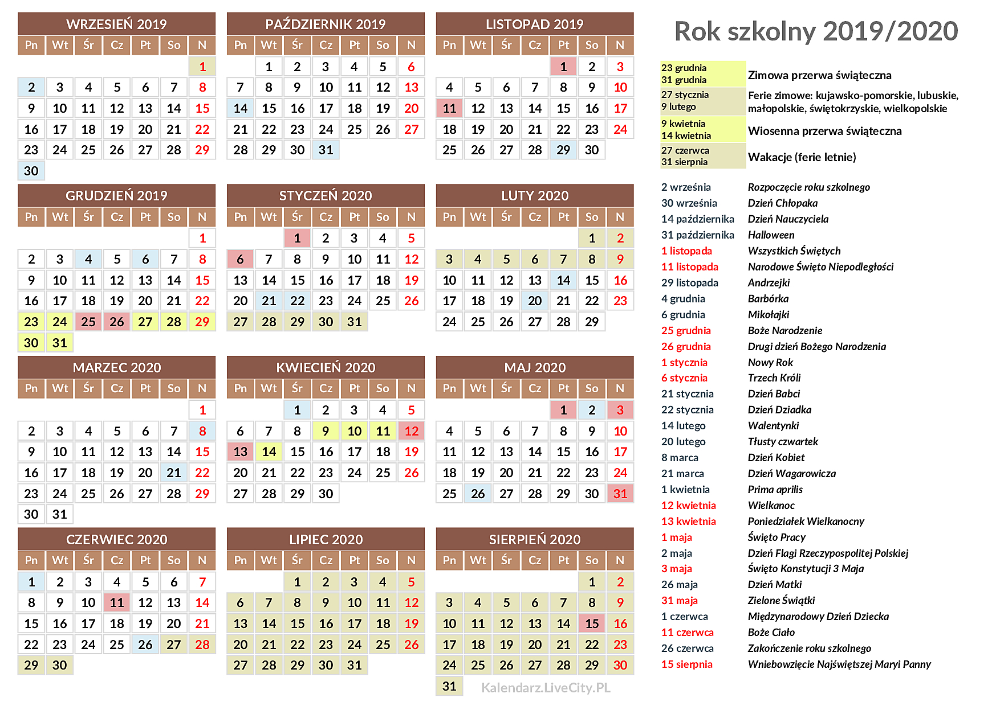 WRZESIEŃ 2019
Pn Wt Śr Cz Pt So N
1
2 3 4 5 6 7 8
9 10 11 12 13 14 15
16 17 18 19 20 21 22
23 24 25 26 27 28 29
30
PAŹDZIERNIK 2019
Pn Wt Śr Cz Pt So N
1 2 3 4 5 6
7 8 9 10 11 12 13
14 15 16 17 18 19 20
21 22 23 24 25 26 27
28 29 30 31
LISTOPAD 2019
Pn Wt Śr Cz Pt So N
1 2 3
4 5 6 7 8 9 10
11 12 13 14 15 16 17
18 19 20 21 22 23 24
25 26 27 28 29 30
GRUDZIEŃ 2019
Pn Wt Śr Cz Pt So N
1
2 3 4 5 6 7 8
9 10 11 12 13 14 15
16 17 18 19 20 21 22
23 24 25 26 27 28 29
30 31
STYCZEŃ 2020
Pn Wt Śr Cz Pt So N
1 2 3 4 5
6 7 8 9 10 11 12
13 14 15 16 17 18 19
20 21 22 23 24 25 26
27 28 29 30 31
LUTY 2020
Pn Wt Śr Cz Pt So N
1 2
3 4 5 6 7 8 9
10 11 12 13 14 15 16
17 18 19 20 21 22 23
24 25 26 27 28 29
MARZEC 2020
Pn Wt Śr Cz Pt So N
1
2 3 4 5 6 7 8
9 10 11 12 13 14 15
16 17 18 19 20 21 22
23 24 25 26 27 28 29
30 31
KWIECIEŃ 2020
Pn Wt Śr Cz Pt So N
1 2 3 4 5
6 7 8 9 10 11 12
13 14 15 16 17 18 19
20 21 22 23 24 25 26
27 28 29 30
MAJ 2020
Pn Wt Śr Cz Pt So N
1 2 3
4 5 6 7 8 9 10
11 12 13 14 15 16 17
18 19 20 21 22 23 24
25 26 27 28 29 30 31
CZERWIEC 2020
Pn Wt Śr Cz Pt So N
1 2 3 4 5 6 7
8 9 10 11 12 13 14
15 16 17 18 19 20 21
22 23 24 25 26 27 28
29 30
LIPIEC 2020
Pn Wt Śr Cz Pt So N
1 2 3 4 5
6 7 8 9 10 11 12
13 14 15 16 17 18 19
20 21 22 23 24 25 26
27 28 29 30 31
SIERPIEŃ 2020
Pn Wt Śr Cz Pt So N
1 2
3 4 5 6 7 8 9
10 11 12 13 14 15 16
17 18 19 20 21 22 23
24 25 26 27 28 29 30
31
Kalendarz.LiveCity.PL
Rok szkolny 2019/2020
23 grudnia
31 grudnia
Zimowa przerwa świąteczna
27 stycznia
9 lutego
Ferie zimowe: kujawsko-pomorskie, lubuskie,
małopolskie, świętokrzyskie, wielkopolskie
9 kwietnia
14 kwietnia
Wiosenna przerwa świąteczna
27 czerwca
31 sierpnia
Wakacje (ferie letnie)
2 września Rozpoczęcie roku szkolnego
30 września Dzień Chłopaka
14 października Dzień Nauczyciela
31 października Halloween
1 listopada Wszystkich Świętych
11 listopada Narodowe Święto Niepodległości
29 listopada Andrzejki
4 grudnia Barbórka
6 grudnia Mikołajki
25 grudnia Boże Narodzenie
26 grudnia Drugi dzień Bożego Narodzenia
1 stycznia Nowy Rok
6 stycznia Trzech Króli
21 stycznia Dzień Babci
22 stycznia Dzień Dziadka
14 lutego Walentynki
20 lutego Tłusty czwartek
8 marca Dzień Kobiet
21 marca Dzień Wagarowicza
1 kwietnia Prima aprilis
12 kwietnia Wielkanoc
13 kwietnia Poniedziałek Wielkanocny
1 maja Święto Pracy
2 maja Dzień Flagi Rzeczypospolitej Polskiej
3 maja Święto Konstytucji 3 Maja
26 maja Dzień Matki
31 maja Zielone Świątki
1 czerwca Międzynarodowy Dzień Dziecka
11 czerwca Boże Ciało
26 czerwca Zakończenie roku szkolnego
15 sierpnia Wniebowzięcie Najświętszej Maryi Panny